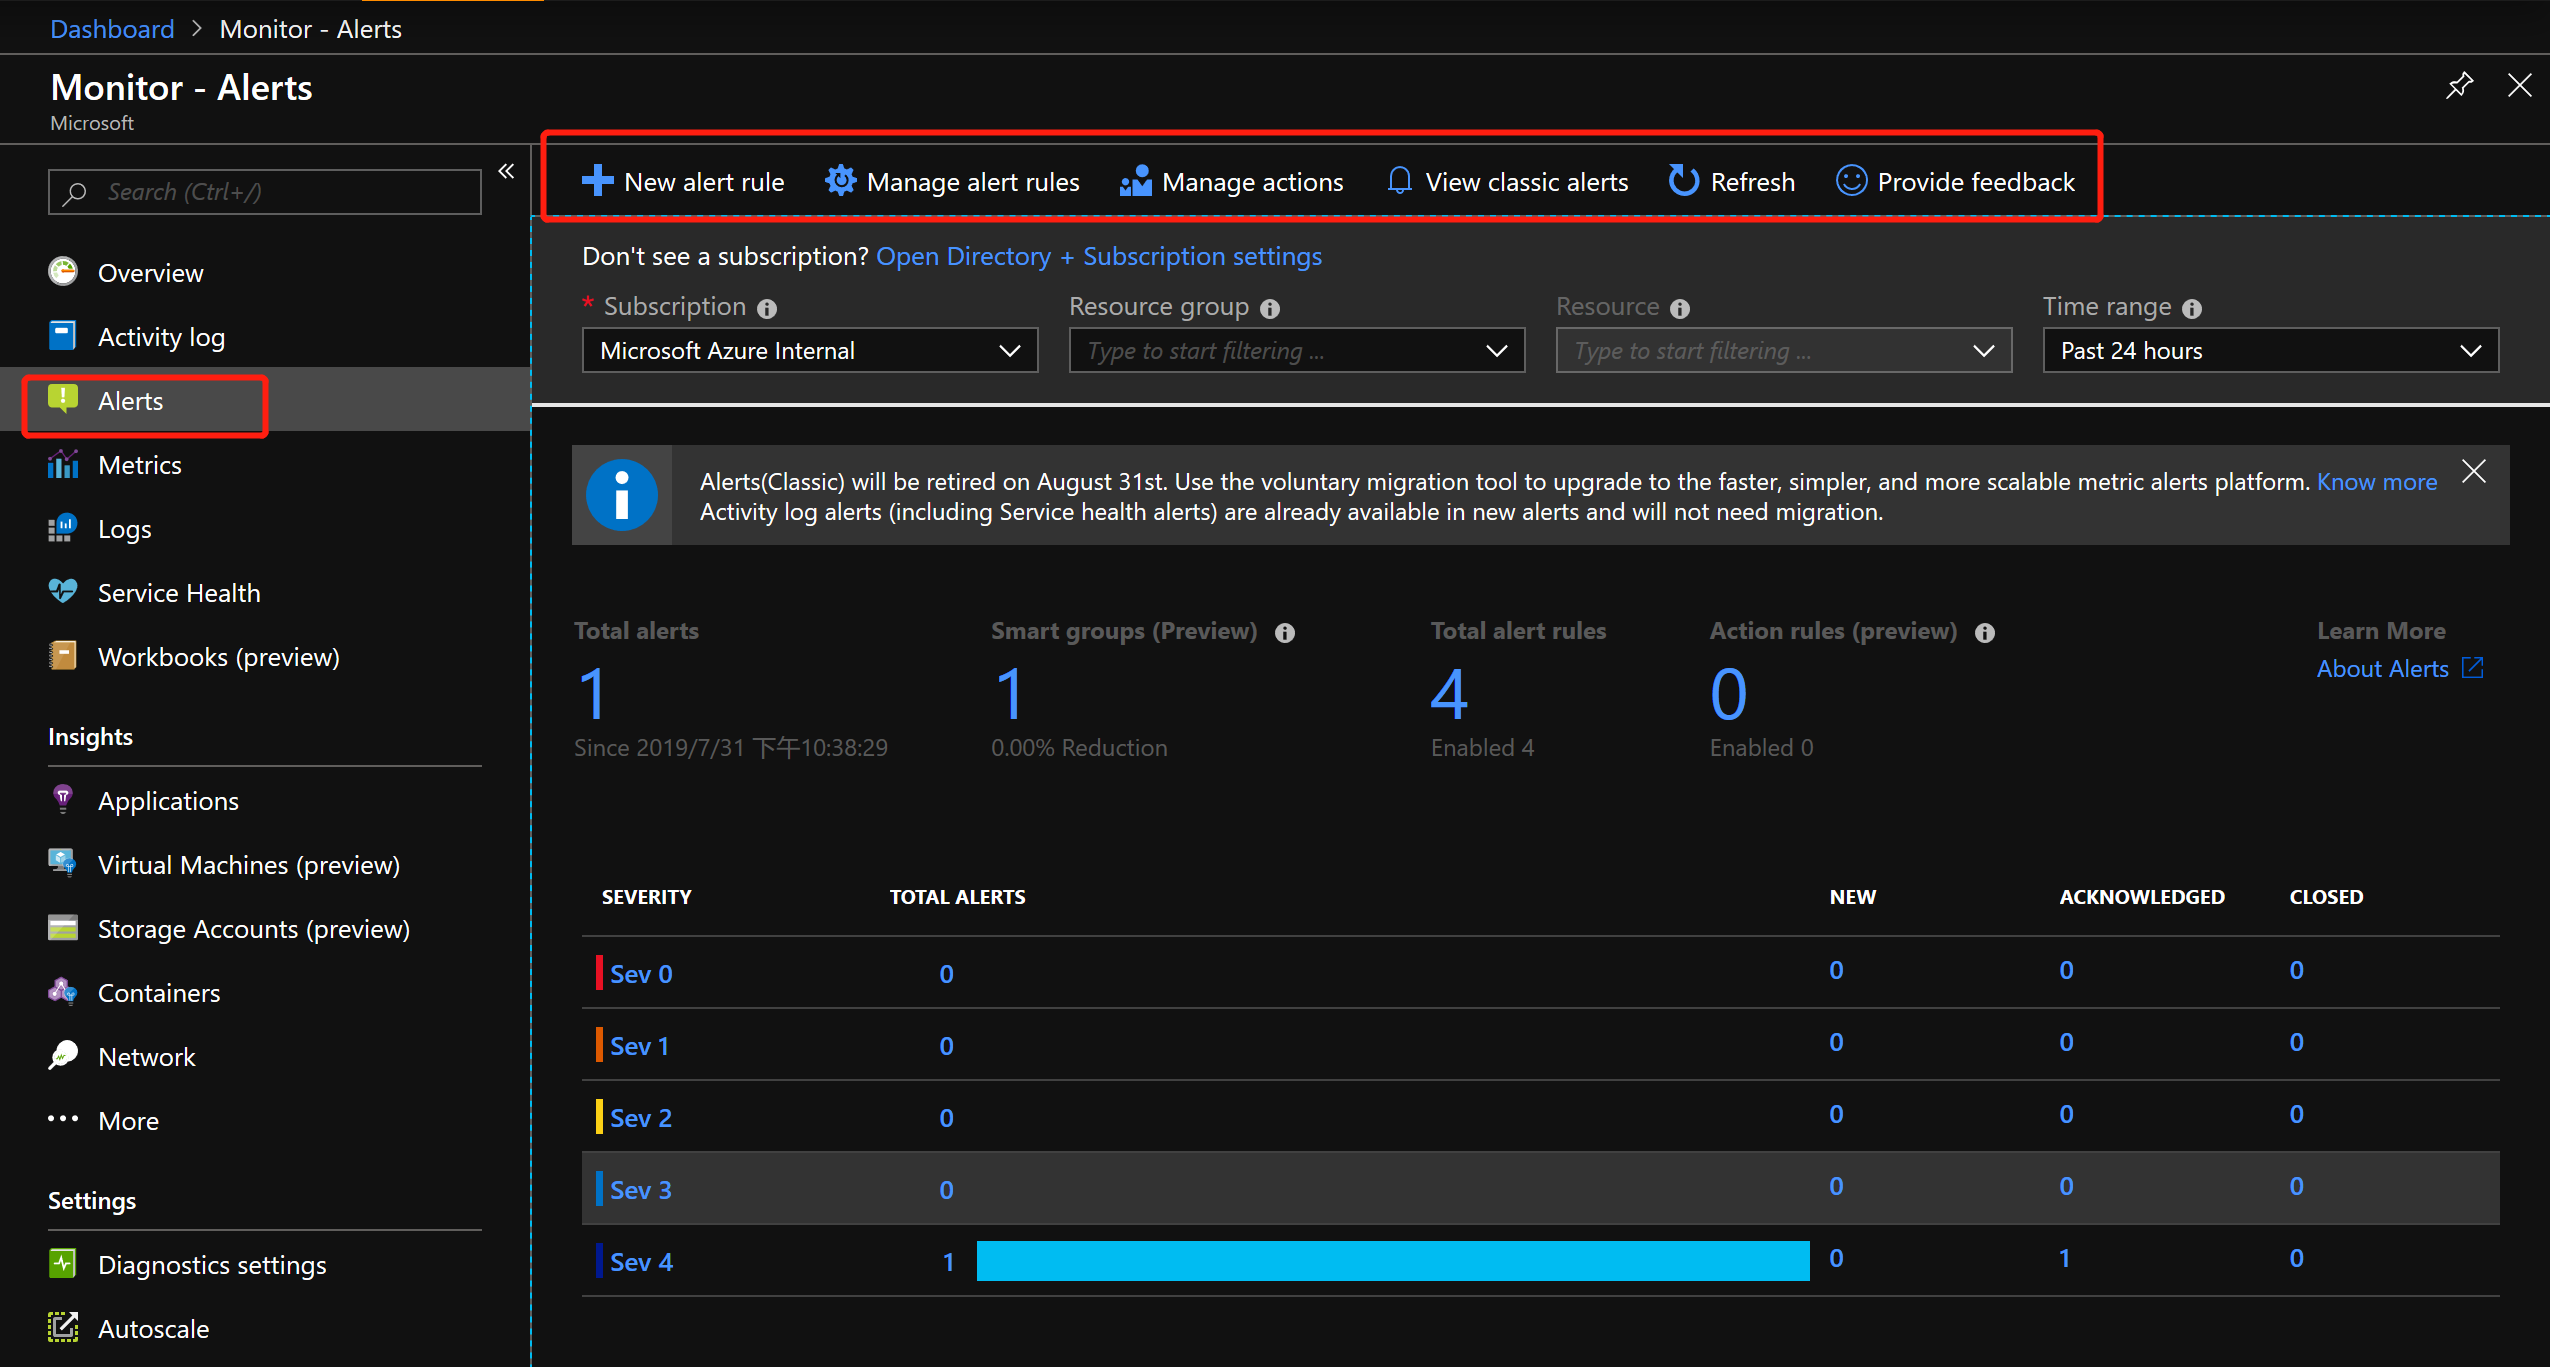 Dashboard > Monitor - Alerts
Monitor - Alerts
Microsoft
Search (Ctrl+/)
«
Overview
Activity log
Alerts
Metrics
Logs
Service Health
Workbooks (preview)
Insights
Applications
Virtual Machines (preview)
Storage Accounts (preview)
Containers
Network
More
Settings
Diagnostics settings
Autoscale
New alert rule Manage alert rules Manage actions View classic alerts Refresh Provide feedback
Don't see a subscription? Open Directory + Subscription settings
* Subscription Resource group Resource Time range
Microsoft Azure Internal Type to start filtering ... Type to start filtering ... Past 24 hours
Alerts(Classic) will be retired on August 31st. Use the voluntary migration tool to upgrade to the faster, simpler, and more scalable metric alerts platform. Know more
Activity log alerts (including Service health alerts) are already available in new alerts and will not need migration.
Total alerts Smart groups (Preview) Total alert rules Action rules (preview) Learn More
1 1 4 0 About Alerts
Since 2019/7/31 下午10:38:29 0.00% Reduction Enabled 4 Enabled 0
SEVERITY TOTAL ALERTS NEW ACKNOWLEDGED CLOSED
Sev 0 0 0 0 0
Sev 1 0 0 0 0
Sev 2 0 0 0 0
Sev 3 0 0 0 0
Sev 4 1 0 1 0